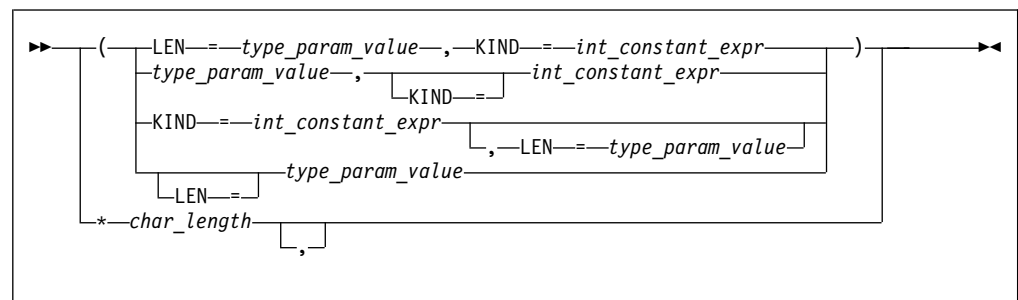 ( LEN = type_param_value , KIND = int_constant_expr )
type_param_value , int_constant_expr
KIND =
KIND = int_constant_expr
, LEN = type_param_value
type_param_value
LEN =
* char_length
,